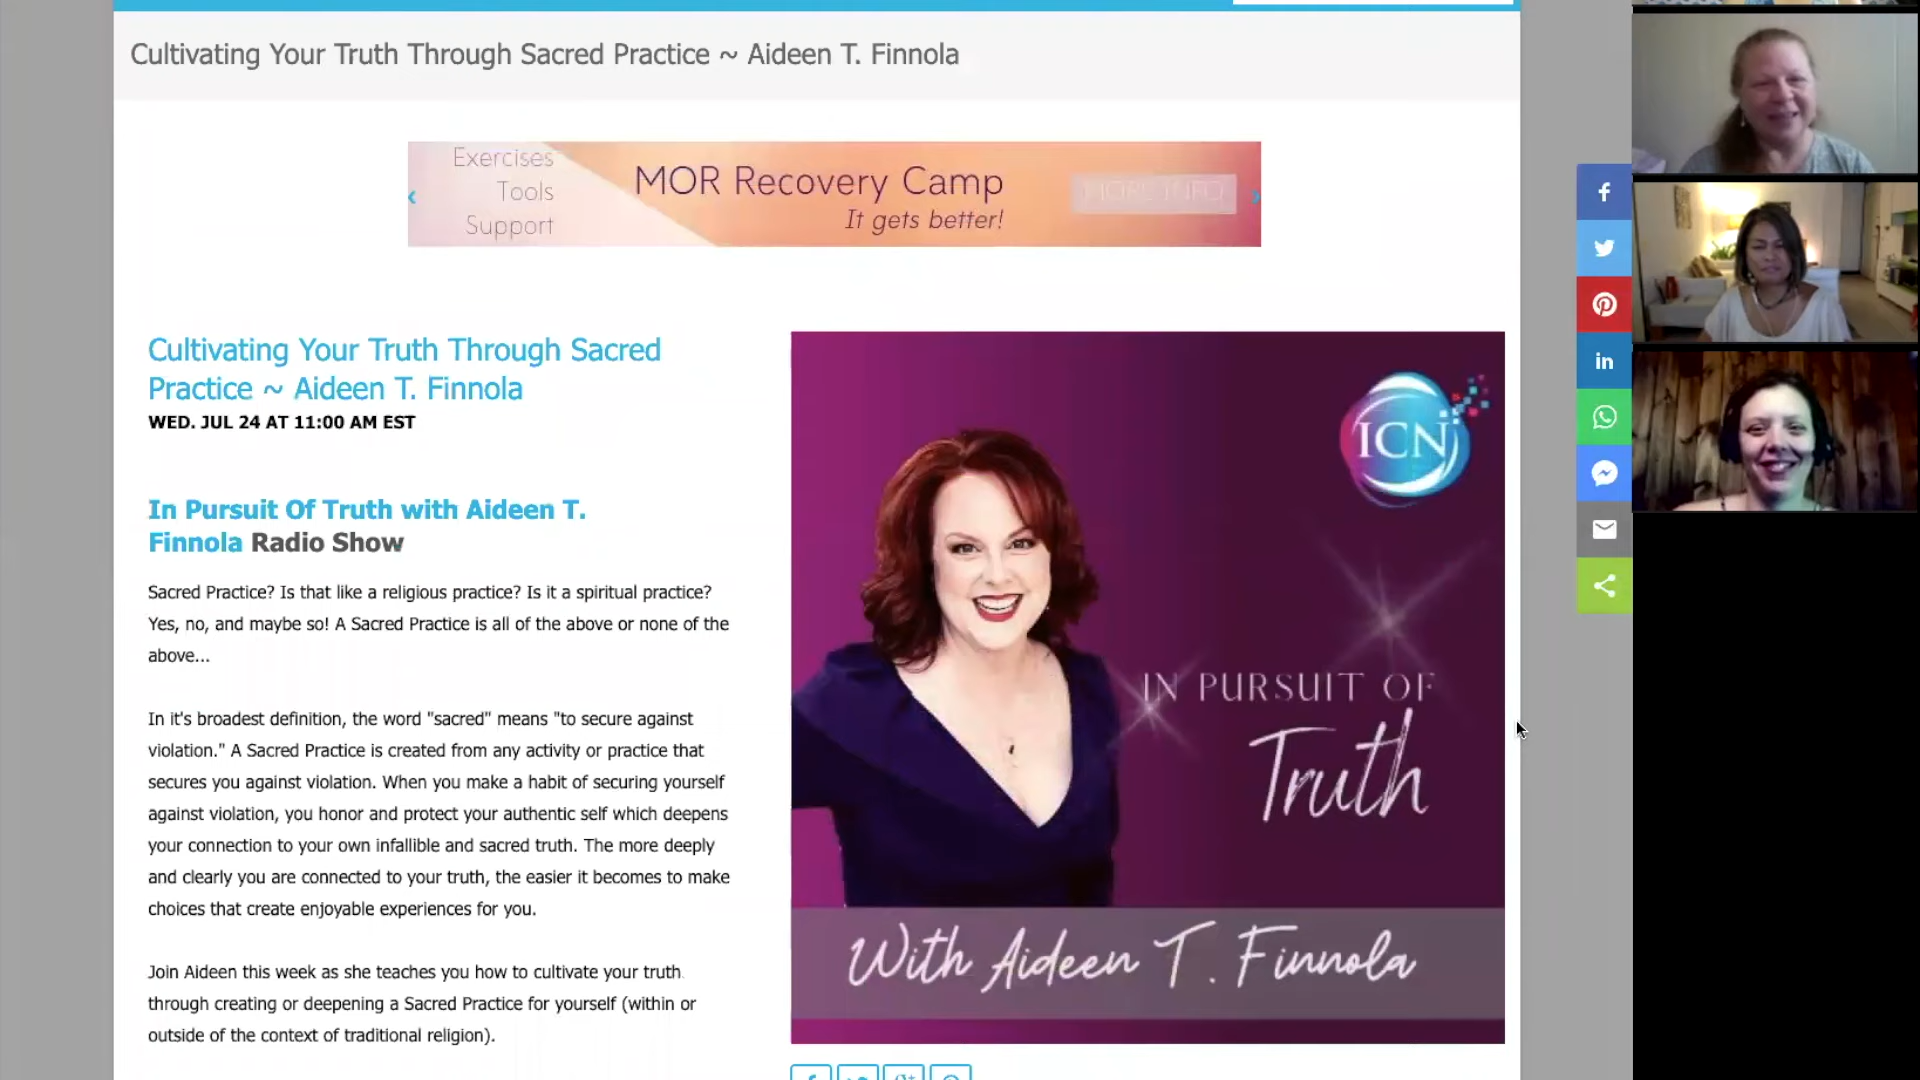 Cultivating Your Truth Through Sacred Practice ~ Aideen T. Finnola
Exercises
Tools
Support
MOR Recovery Camp
It gets better!
MORE INFO
Cultivating Your Truth Through Sacred
Practice ~ Aideen T. Finnola
WED. JUL 24 AT 11:00 AM EST
In Pursuit Of Truth with Aideen T.
Finnola Radio Show
Sacred Practice? Is that like a religious practice? Is it a spiritual practice?
Yes, no, and maybe so! A Sacred Practice is all of the above or none of the
above...
In it's broadest definition, the word "sacred" means "to secure against
violation." A Sacred Practice is created from any activity or practice that
secures you against violation. When you make a habit of securing yourself
against violation, you honor and protect your authentic self which deepens
your connection to your own infallible and sacred truth. The more deeply
and clearly you are connected to your truth, the easier it becomes to make
choices that create enjoyable experiences for you.
Join Aideen this week as she teaches you how to cultivate your truth
through creating or deepening a Sacred Practice for yourself (within or
outside of the context of traditional religion).
ICN
IN PURSUIT OF
Truth
With Aideen T. Finnola
f
in